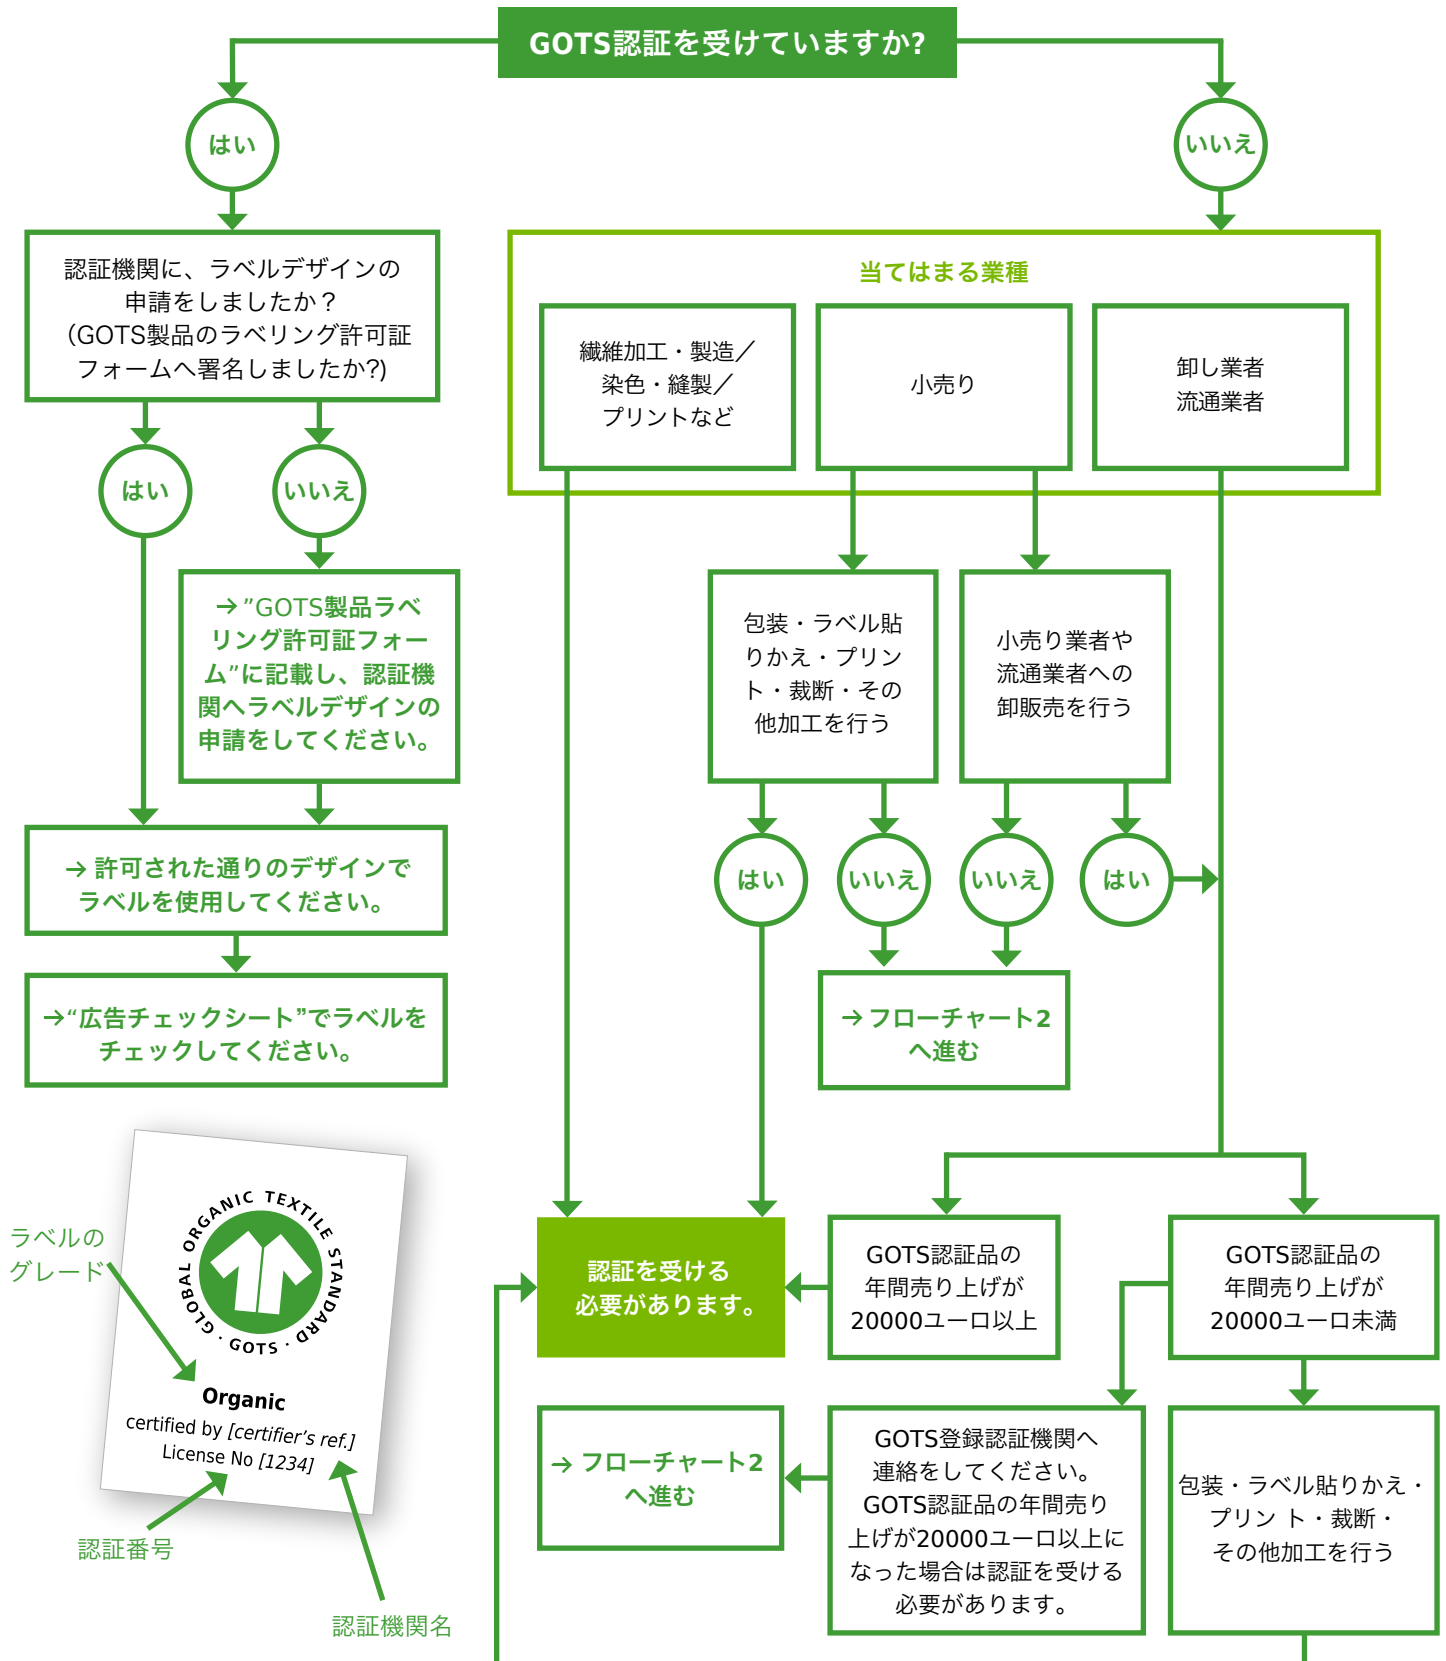 GOTS認証を受けていますか?
はい
いいえ
認証機関に、ラベルデザインの
申請をしましたか？
（GOTS製品のラベリング許可証
フォームへ署名しましたか?)
はい
いいえ
→”GOTS製品ラベ
リング許可証フォー
ム”に記載し、認証機
関へラベルデザインの
申請をしてください。
→ 許可された通りのデザインで
ラベルを使用してください。
→“広告チェックシート”でラベルを
チェックしてください。
当てはまる業種
繊維加工・製造／
染色・縫製／
プリントなど
小売り
卸し業者
流通業者
包装・ラベル貼
りかえ・プリン
ト・裁断・その
他加工を行う
小売り業者や
流通業者への
卸販売を行う
はい
いいえ
いいえ
はい
→ フローチャート2
へ進む
認証を受ける
必要があります。
GOTS認証品の
年間売り上げが
20000ユーロ以上
GOTS認証品の
年間売り上げが
20000ユーロ未満
→ フローチャート2
へ進む
GOTS登録認証機関へ
連絡をしてください。
GOTS認証品の年間売り
上げが20000ユーロ以上に
なった場合は認証を受ける
必要があります。
包装・ラベル貼りかえ・
プリン ト・裁断・
その他加工を行う
ラベルの
グレード
GLOBAL ORGANIC TEXTILE STANDARD · GOTS ·
Organic
certified by [certifier’s ref.]
License No [1234]
認証番号
認証機関名